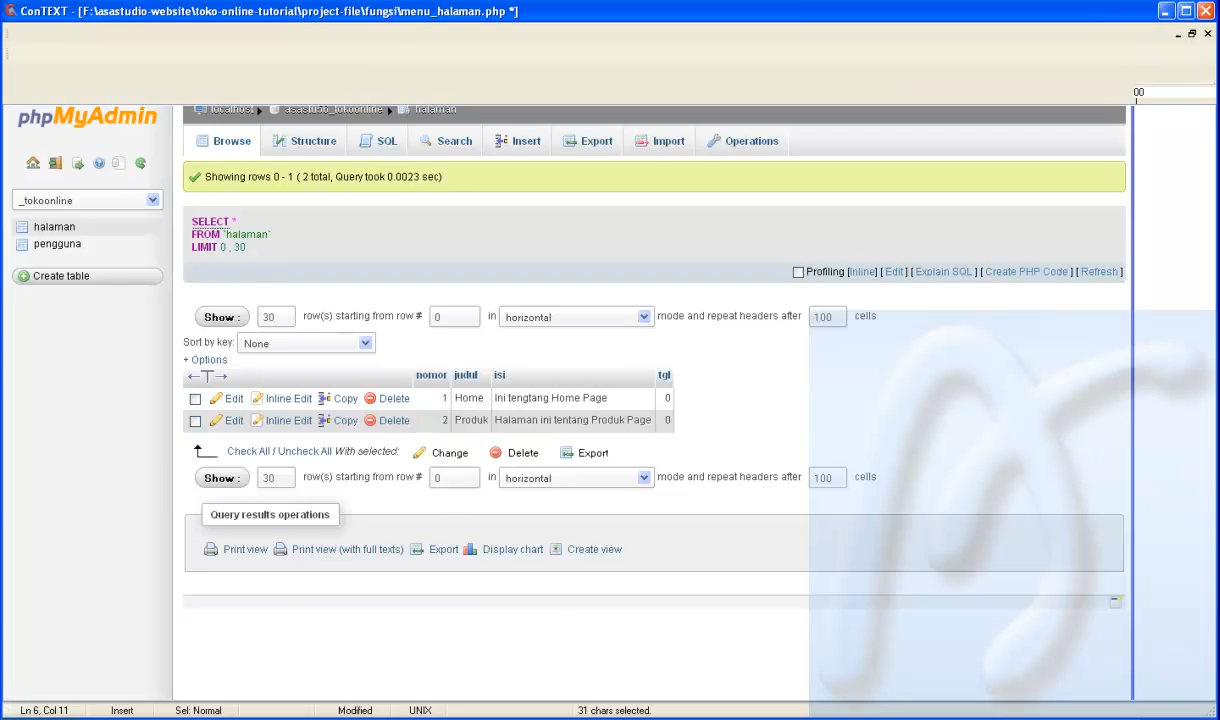 ConTEXT - [F:\asastudio-website\toko-online-tutorial\project-file\fungsi\menu_halaman.php *]
00
phpMyAdmin
localhost asastu56_tokoonline halaman
Browse Structure SQL Search Insert Export Import Operations
Showing rows 0 - 1 ( 2 total, Query took 0.0023 sec)
_tokoonline
halaman
pengguna
Create table
SELECT *
FROM `halaman`
LIMIT 0 , 30
Profiling [Inline] [ Edit ] [ Explain SQL ] [ Create PHP Code ] [ Refresh ]
Show : 30 row(s) starting from row # 0 in horizontal mode and repeat headers after 100 cells
Sort by key: None
+ Options
←T→ nomor judul isi tgl
Edit Inline Edit Copy Delete 1 Home Ini tengtang Home Page 0
Edit Inline Edit Copy Delete 2 Produk Halaman ini tentang Produk Page 0
Check All / Uncheck All With selected: Change Delete Export
Show : 30 row(s) starting from row # 0 in horizontal mode and repeat headers after 100 cells
Query results operations
Print view Print view (with full texts) Export Display chart Create view
Ln 6, Col 11 Insert Sel: Normal Modified UNIX 31 chars selected.